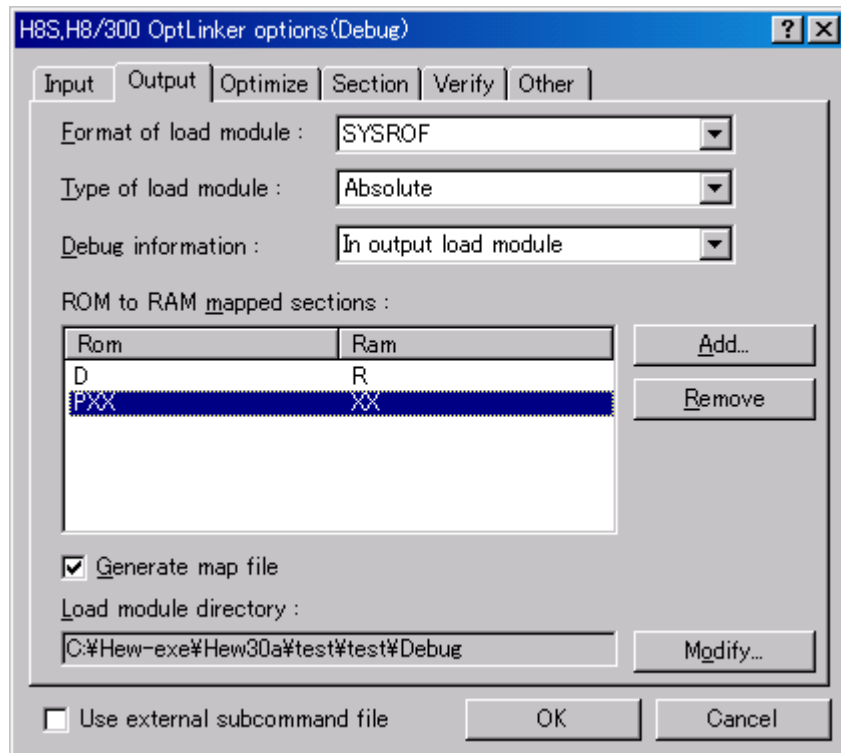 H8S,H8/300 OptLinker options(Debug)
Input Output Optimize Section Verify Other
Format of load module : SYSROF
Type of load module : Absolute
Debug information : In output load module
ROM to RAM mapped sections :
Rom Ram Add...
D R
PXX XX Remove
Generate map file
Load module directory :
C:¥Hew-exe¥Hew30a¥test¥test¥Debug Modify...
Use external subcommand file OK Cancel